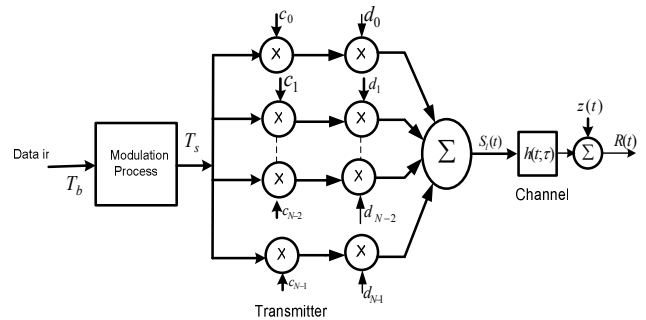 c_0 d_0
X X
c_1 d_1
X X
Data ir
T_b
Modulation
Process
T_s
X X
c_{N-2} d_{N-2}
X X
c_{N-1} d_{N-1}
Transmitter
Σ
S_i(t)
h(t;τ)
Channel
z(t)
Σ
R(t)